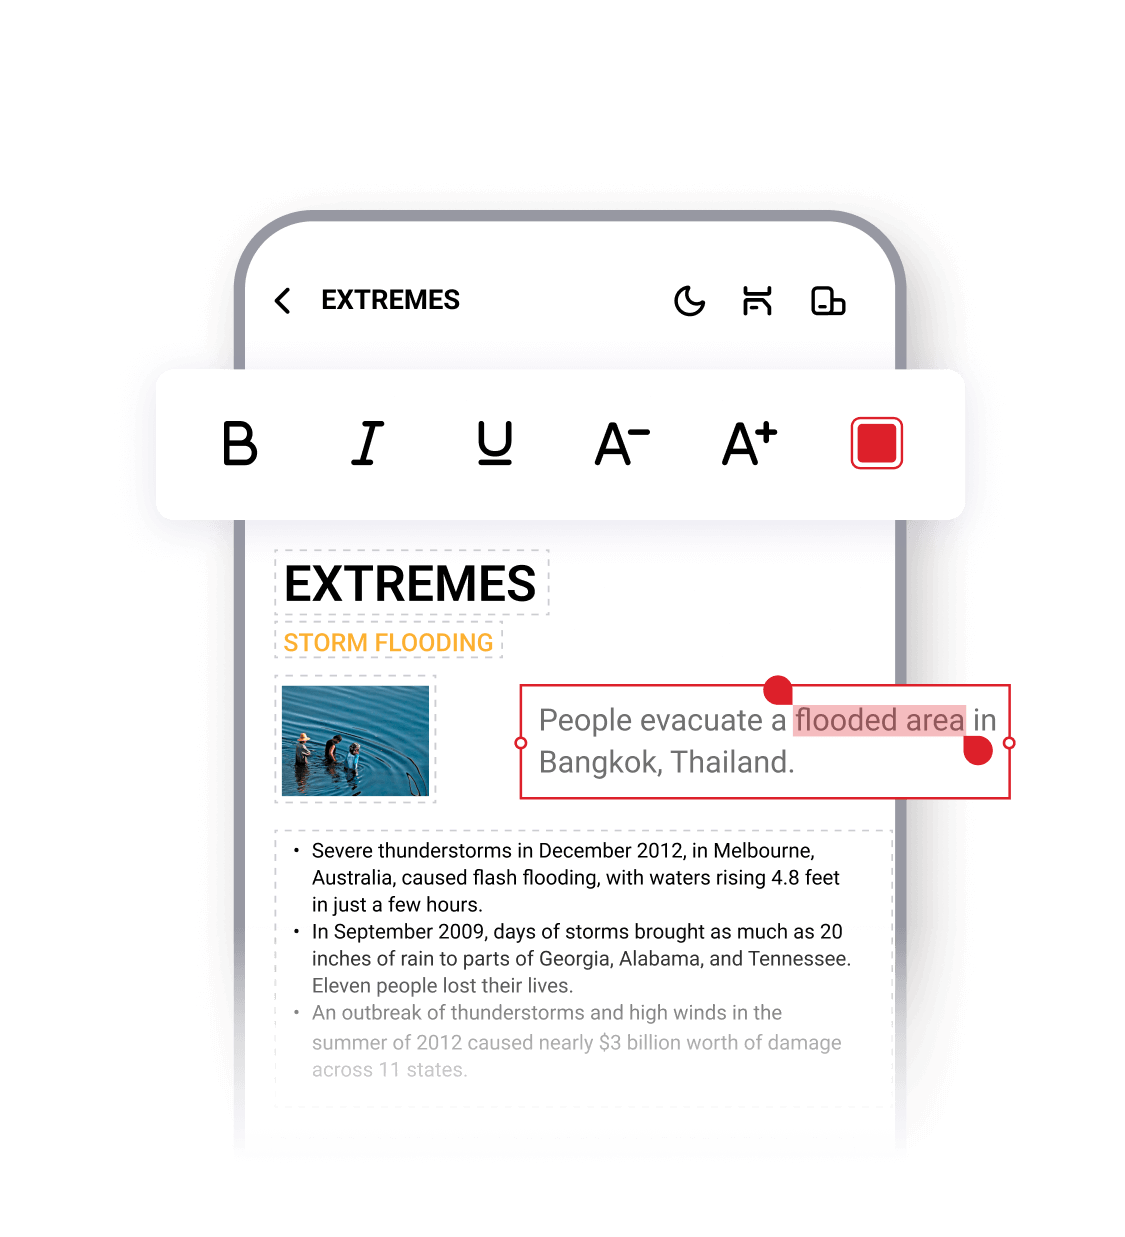 EXTREMES
B I U A- A+
EXTREMES
STORM FLOODING
People evacuate a flooded area in
Bangkok, Thailand.
• Severe thunderstorms in December 2012, in Melbourne,
Australia, caused flash flooding, with waters rising 4.8 feet
in just a few hours.
• In September 2009, days of storms brought as much as 20
inches of rain to parts of Georgia, Alabama, and Tennessee.
Eleven people lost their lives.
• An outbreak of thunderstorms and high winds in the
summer of 2012 caused nearly $3 billion worth of damage
across 11 states.